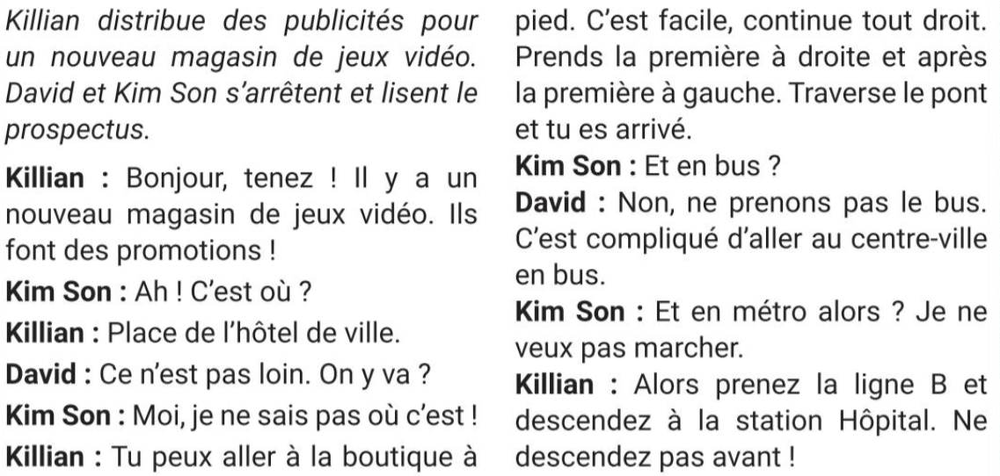 Killian distribue des publicités pour
un nouveau magasin de jeux vidéo.
David et Kim Son s'arrêtent et lisent le
prospectus.
Killian : Bonjour, tenez ! Il y a un
nouveau magasin de jeux vidéo. Ils
font des promotions !
Kim Son : Ah ! C'est où ?
Killian : Place de l'hôtel de ville.
David : Ce n'est pas loin. On y va ?
Kim Son : Moi, je ne sais pas où c'est !
Killian : Tu peux aller à la boutique à
pied. C'est facile, continue tout droit.
Prends la première à droite et après
la première à gauche. Traverse le pont
et tu es arrivé.
Kim Son : Et en bus ?
David : Non, ne prenons pas le bus.
C'est compliqué d'aller au centre-ville
en bus.
Kim Son : Et en métro alors ? Je ne
veux pas marcher.
Killian : Alors prenez la ligne B et
descendez à la station Hôpital. Ne
descendez pas avant !